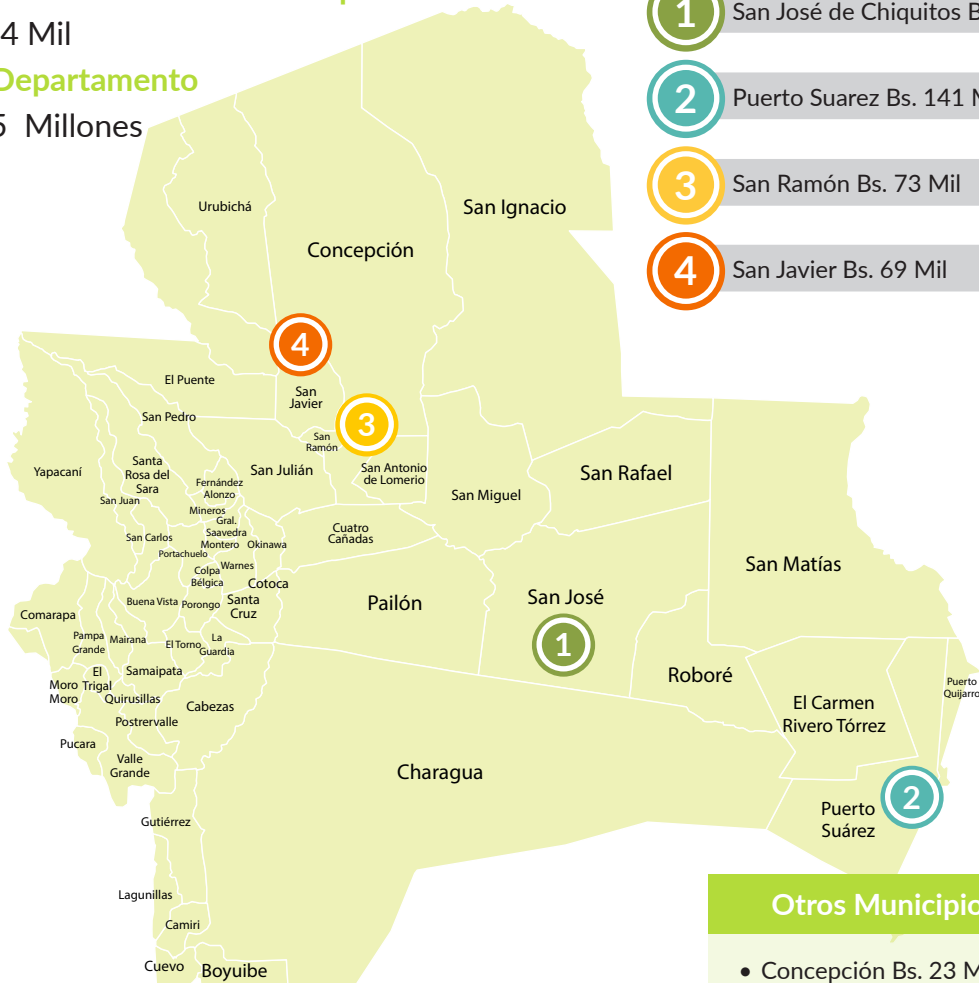 4 Mil
Departamento
5 Millones
1 San José de Chiquitos B
2 Puerto Suarez Bs. 141 M
3 San Ramón Bs. 73 Mil
4 San Javier Bs. 69 Mil
Urubichá
San Ignacio
Concepción
4
El Puente
San
Javier
3
San Pedro
San
Ramón
Yapacaní
Santa
Rosa del
Sara
San Julián
San Antonio
de Lomerio
San Rafael
Fernández
Alonzo
San Miguel
San Juan
Mineros
Gral.
Saavedra
Cuatro
Cañadas
San Carlos
Montero
Okinawa
Portachuelo
San Matías
Colpa
Bélgica
Warnes
Cotoca
Buena Vista
Porongo
Santa
Cruz
Pailón
San José
1
Comarapa
Pampa
Grande
Mairana
El Torno
La
Guardia
El
Trigal
Samaipata
Roboré
Moro
Moro
Quirusillas
Cabezas
Puerto
Quijarro
El Carmen
Rivero Tórrez
Postrervalle
Pucara
Valle
Grande
Charagua
2
Puerto
Suárez
Gutiérrez
Lagunillas
Camiri
Cuevo
Boyuibe
Otros Municipio
• Concepción Bs. 23 M